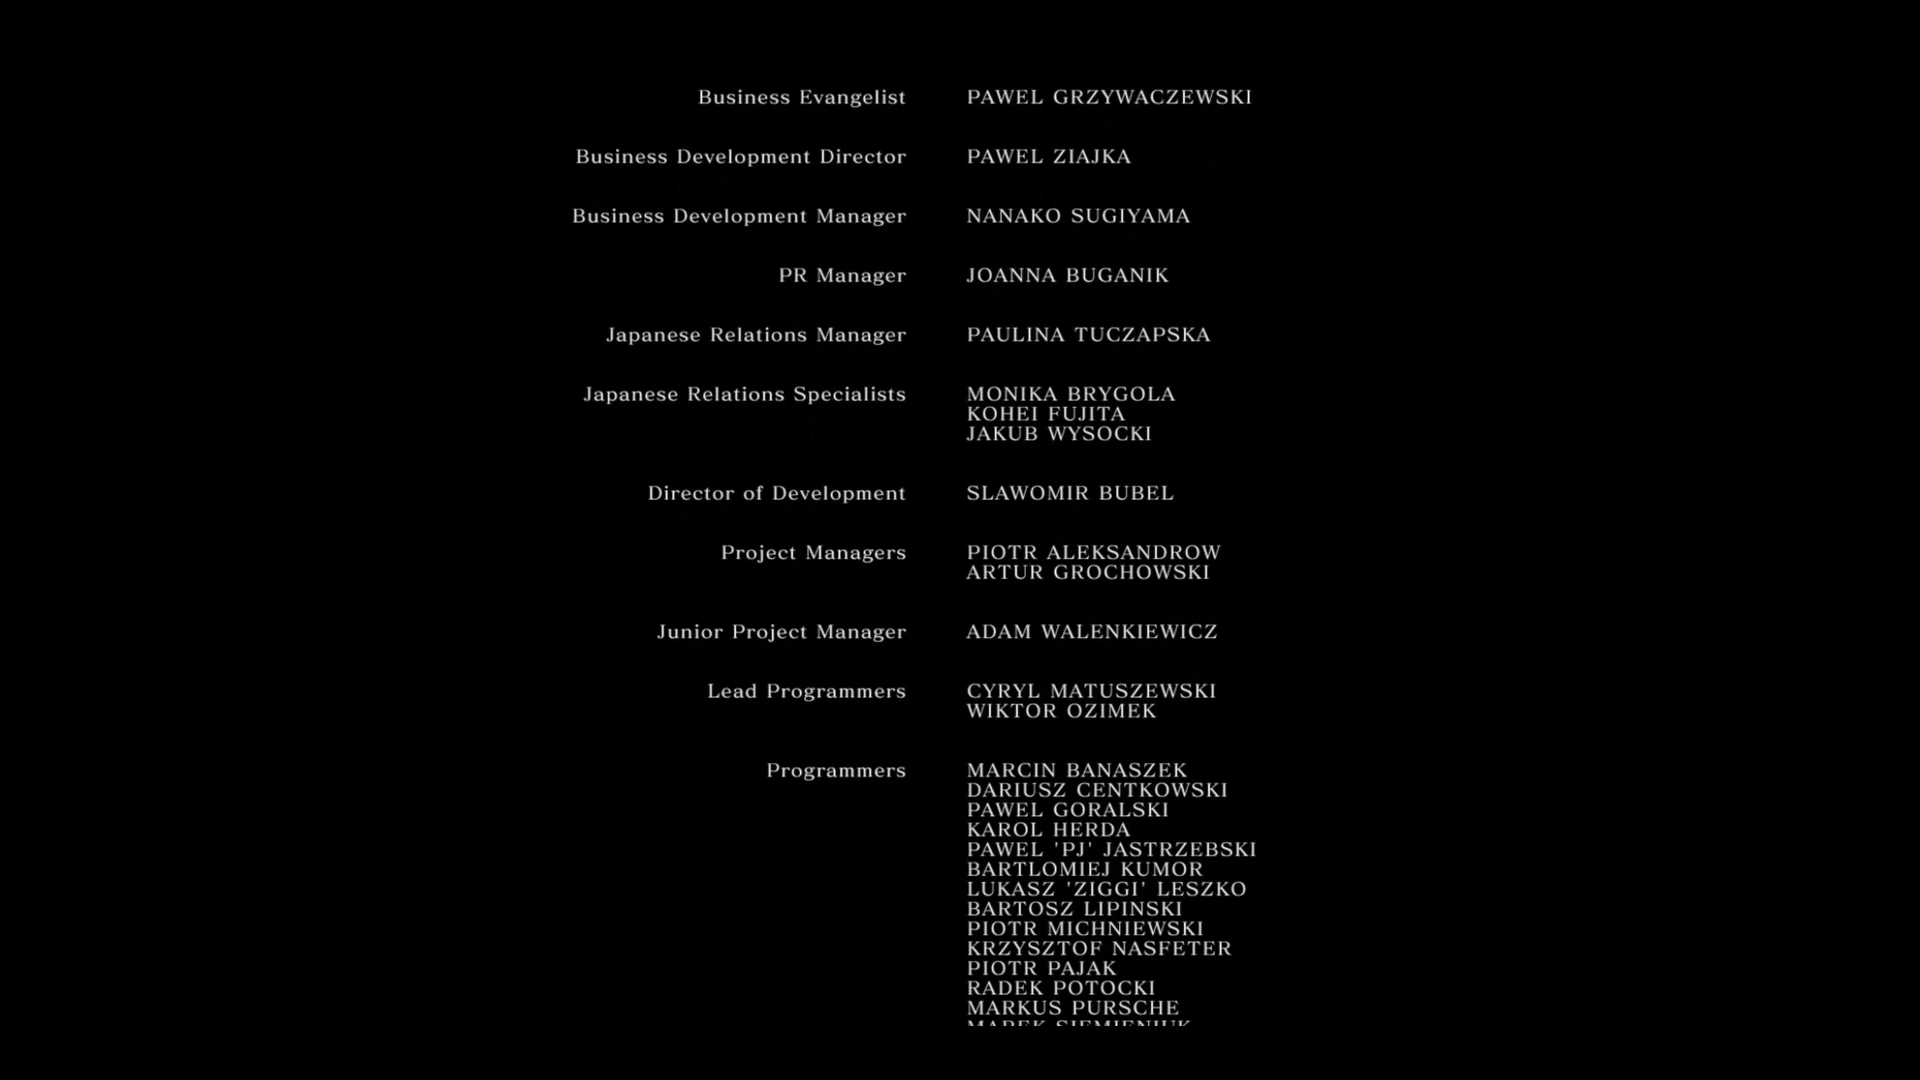 Business Evangelist PAWEL GRZYWACZEWSKI
Business Development Director PAWEL ZIAJKA
Business Development Manager NANAKO SUGIYAMA
PR Manager JOANNA BUGANIK
Japanese Relations Manager PAULINA TUCZAPSKA
Japanese Relations Specialists MONIKA BRYGOLA
KOHEI FUJITA
JAKUB WYSOCKI
Director of Development SLAWOMIR BUBEL
Project Managers PIOTR ALEKSANDROW
ARTUR GROCHOWSKI
Junior Project Manager ADAM WALENKIEWICZ
Lead Programmers CYRYL MATUSZEWSKI
WIKTOR OZIMEK
Programmers MARCIN BANASZEK
DARIUSZ CENTKOWSKI
PAWEL GORALSKI
KAROL HERDA
PAWEL 'PJ' JASTRZEBSKI
BARTLOMIEJ KUMOR
LUKASZ 'ZIGGI' LESZKO
BARTOSZ LIPINSKI
PIOTR MICHNIEWSKI
KRZYSZTOF NASFETER
PIOTR PAJAK
RADEK POTOCKI
MARKUS PURSCHE
MAREK SIEMIENIUK